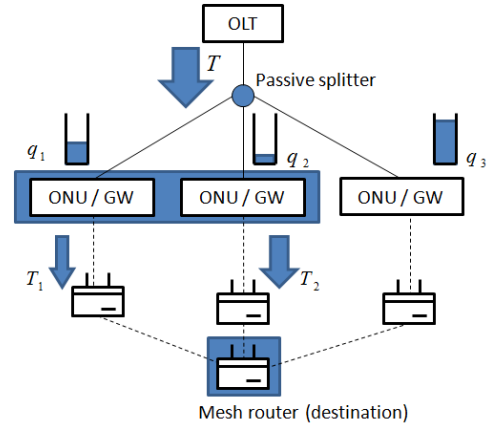 OLT
T
Passive splitter
q1
q2
q3
ONU / GW
ONU / GW
ONU / GW
T1
T2
Mesh router (destination)